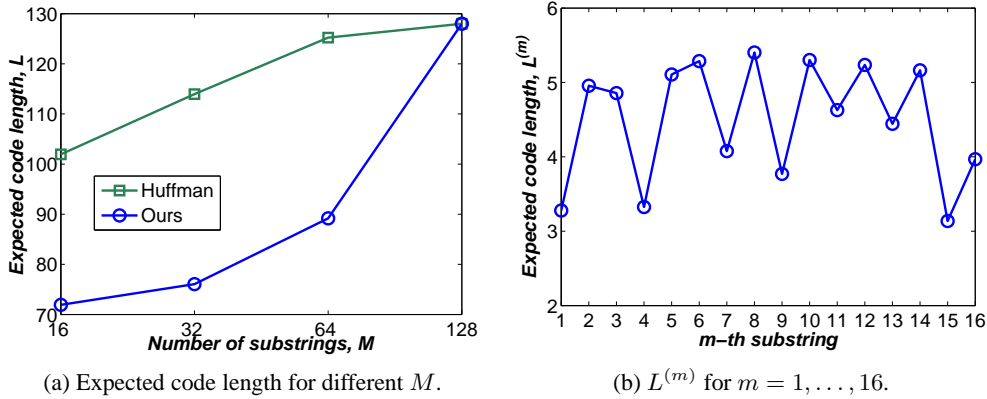 130
120
110
100
90
80
70
Expected code length, L
Huffman
Ours
16 32 64 128
Number of substrings, M
(a) Expected code length for different M.
6
5
4
3
2
Expected code length, L^(m)
1 2 3 4 5 6 7 8 9 10 11 12 13 14 15 16
m–th substring
(b) L^(m) for m = 1, . . . , 16.